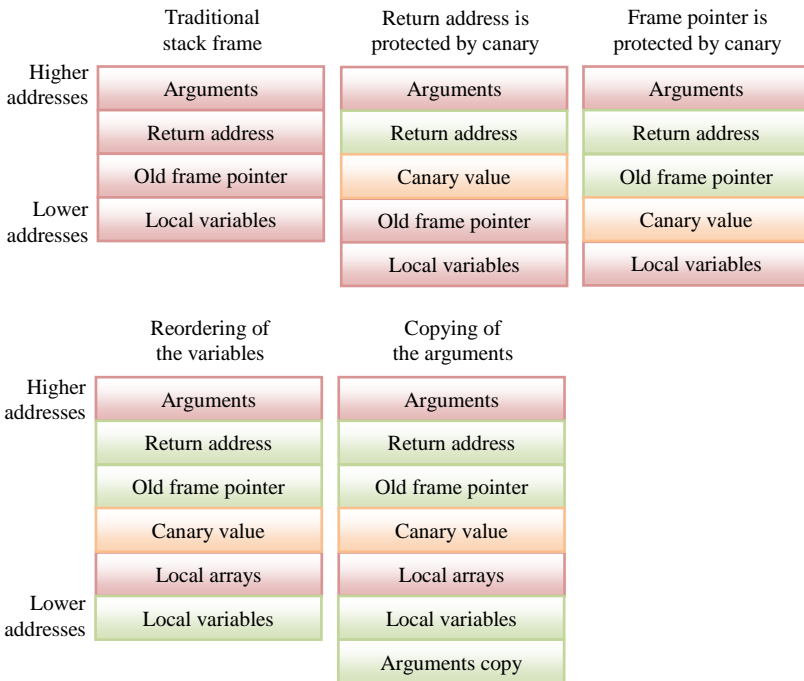 Traditional
stack frame
Return address is
protected by canary
Frame pointer is
protected by canary
Higher
addresses
Lower
addresses
Arguments
Return address
Old frame pointer
Local variables
Arguments
Return address
Canary value
Old frame pointer
Local variables
Arguments
Return address
Old frame pointer
Canary value
Local variables
Reordering of
the variables
Copying of
the arguments
Higher
addresses
Lower
addresses
Arguments
Return address
Old frame pointer
Canary value
Local arrays
Local variables
Arguments
Return address
Old frame pointer
Canary value
Local arrays
Local variables
Arguments copy